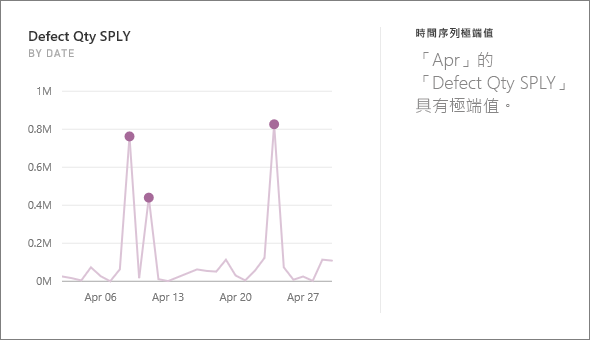 Defect Qty SPLY
BY DATE
1M
0.8M
0.6M
0.4M
0.2M
0M
Apr 06
Apr 13
Apr 20
Apr 27
時間序列極端值
「Apr」的
「Defect Qty SPLY」
具有極端值。